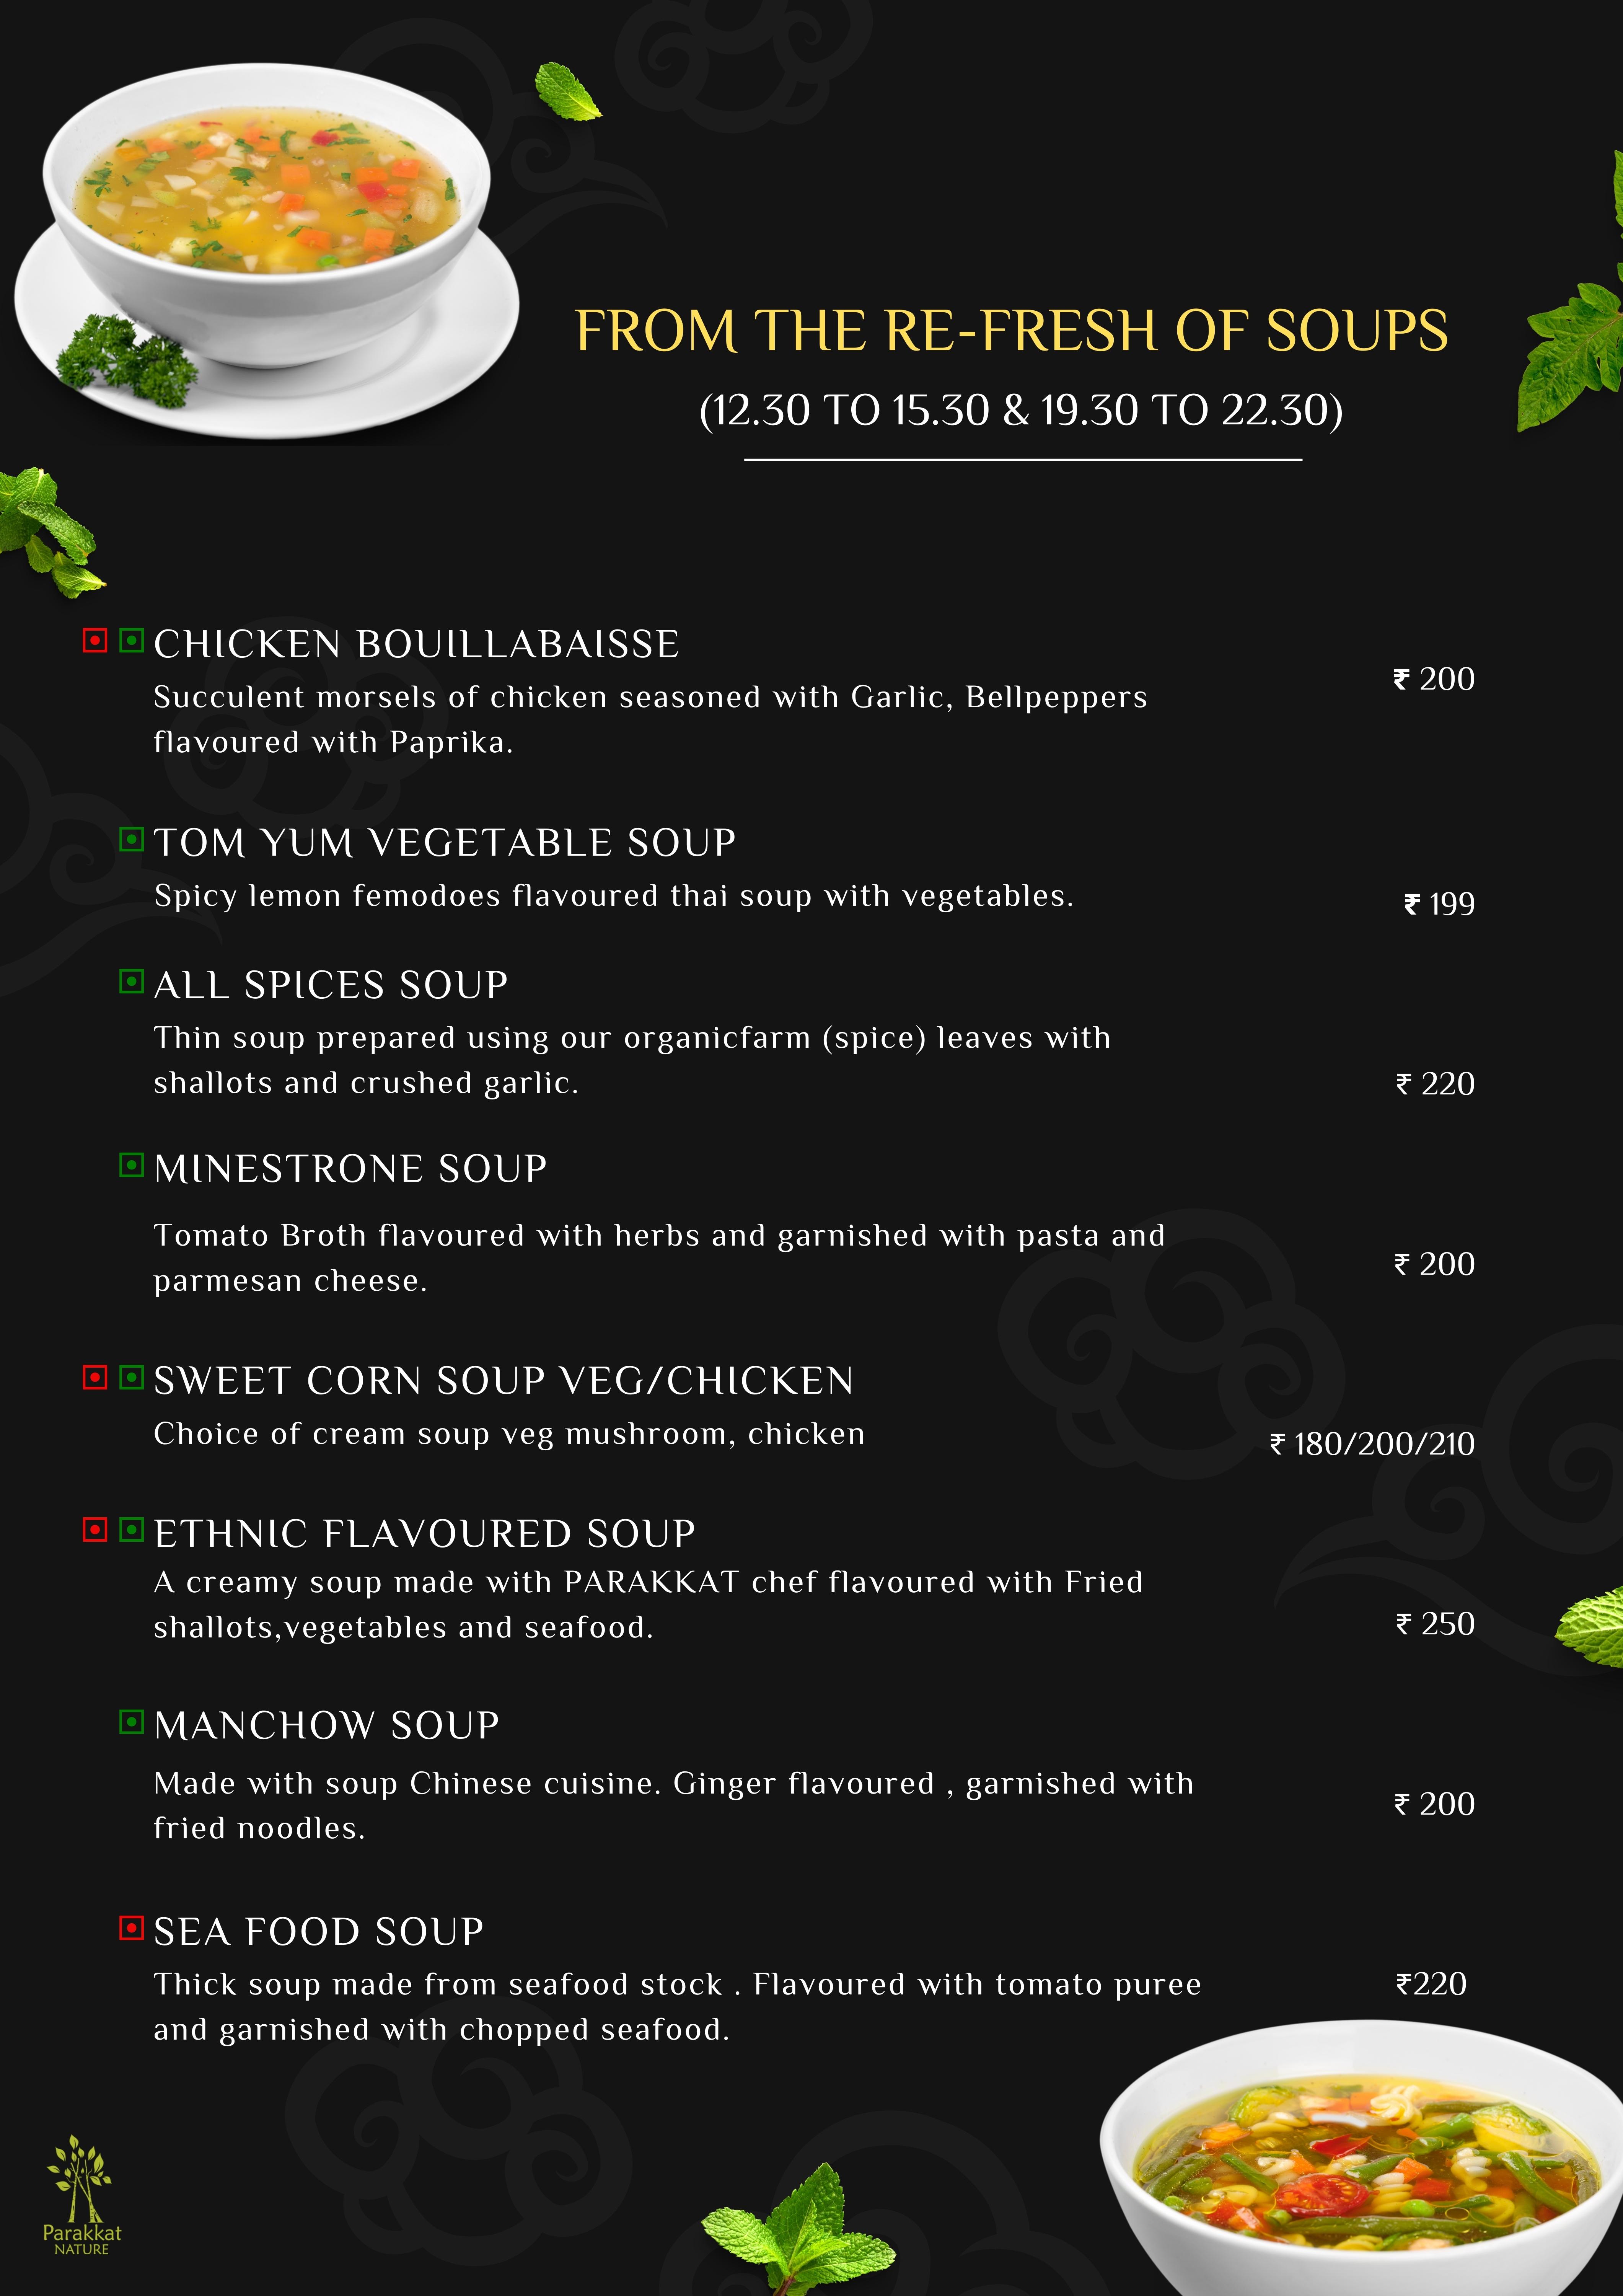 FROM THE RE-FRESH OF SOUPS
(12.30 TO 15.30 & 19.30 TO 22.30)
CHICKEN BOUILLABAISSE
₹ 200
Succulent morsels of chicken seasoned with Garlic, Bellpeppers
flavoured with Paprika.
TOM YUM VEGETABLE SOUP
Spicy lemon femodoes flavoured thai soup with vegetables.
₹ 199
ALL SPICES SOUP
Thin soup prepared using our organicfarm (spice) leaves with
shallots and crushed garlic.
₹ 220
MINESTRONE SOUP
Tomato Broth flavoured with herbs and garnished with pasta and
parmesan cheese.
₹ 200
SWEET CORN SOUP VEG/CHICKEN
Choice of cream soup veg mushroom, chicken
₹ 180/200/210
ETHNIC FLAVOURED SOUP
A creamy soup made with PARAKKAT chef flavoured with Fried
shallots,vegetables and seafood.
₹ 250
MANCHOW SOUP
Made with soup Chinese cuisine. Ginger flavoured , garnished with
fried noodles.
₹ 200
SEA FOOD SOUP
Thick soup made from seafood stock . Flavoured with tomato puree
and garnished with chopped seafood.
₹220
Parakkat
NATURE